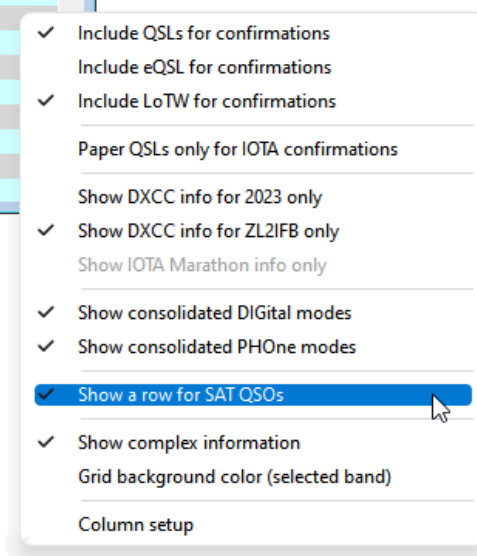 Include QSLs for confirmations
Include eQSL for confirmations
Include LoTW for confirmations
Paper QSLs only for IOTA confirmations
Show DXCC info for 2023 only
Show DXCC info for ZL2IFB only
Show IOTA Marathon info only
Show consolidated DIGital modes
Show consolidated PHOne modes
Show a row for SAT QSOs
Show complex information
Grid background color (selected band)
Column setup